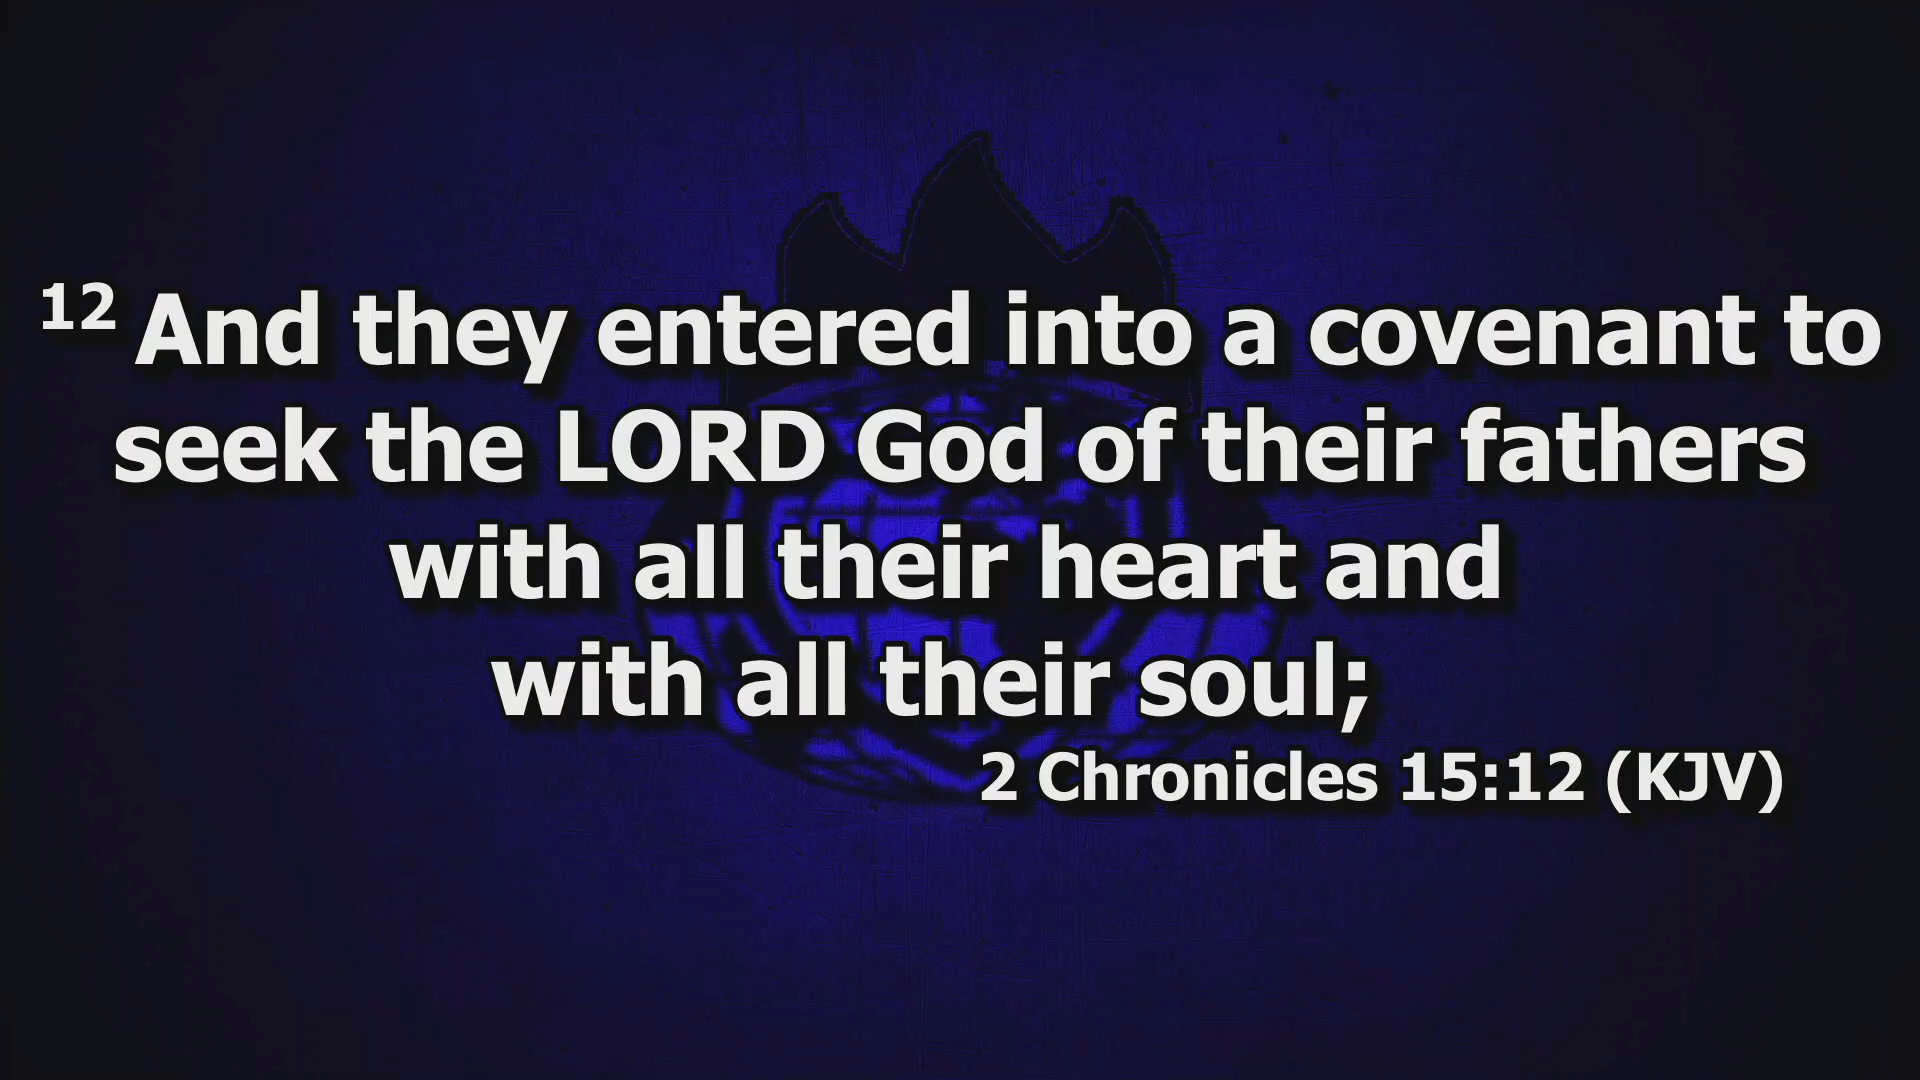 12 And they entered into a covenant to
seek the LORD God of their fathers
with all their heart and
with all their soul;
2 Chronicles 15:12 (KJV)